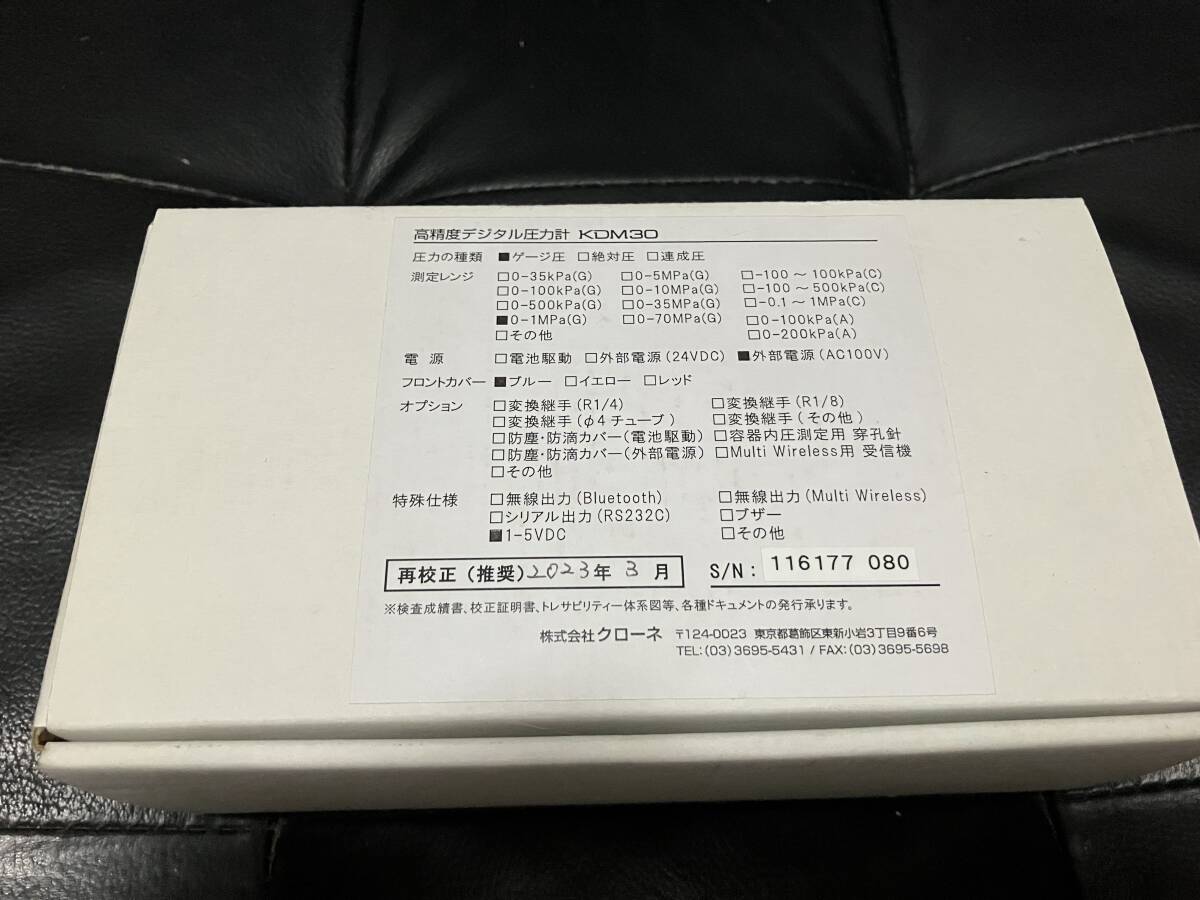 高精度デジタル圧力計 KDM30
圧力の種類 ■ゲージ圧 □絶対圧 □連成圧
測定レンジ □0-35kPa(G) □0-5MPa(G) □-100 ~ 100kPa(C)
□0-100kPa(G) □0-10MPa(G) □-100 ~ 500kPa(C)
□0-500kPa(G) □0-35MPa(G) □-0.1 ~ 1MPa(C)
■0-1MPa(G) □0-70MPa(G) □0-100kPa(A)
□その他 □0-200kPa(A)
電 源 □電池駆動 □外部電源(24VDC) ■外部電源(AC100V)
フロントカバー ■ブルー □イエロー □レッド
オプション □変換継手(R1/4) □変換継手(R1/8)
□変換継手(φ4チューブ) □変換継手(その他)
□防塵・防滴カバー(電池駆動) □容器内圧測定用 穿孔針
□防塵・防滴カバー(外部電源) □Multi Wireless用 受信機
□その他
特殊仕様 □無線出力(Bluetooth) □無線出力(Multi Wireless)
□シリアル出力(RS232C) □ブザー
■1-5VDC □その他
再校正(推奨)2023年 3 月 S/N: 116177 080
※検査成績書、校正証明書、トレサビリティー体系図等、各種ドキュメントの発行承ります。
株式会社クローネ 〒124-0023 東京都葛飾区東新小岩3丁目9番6号
TEL:(03)3695-5431 / FAX:(03)3695-5698